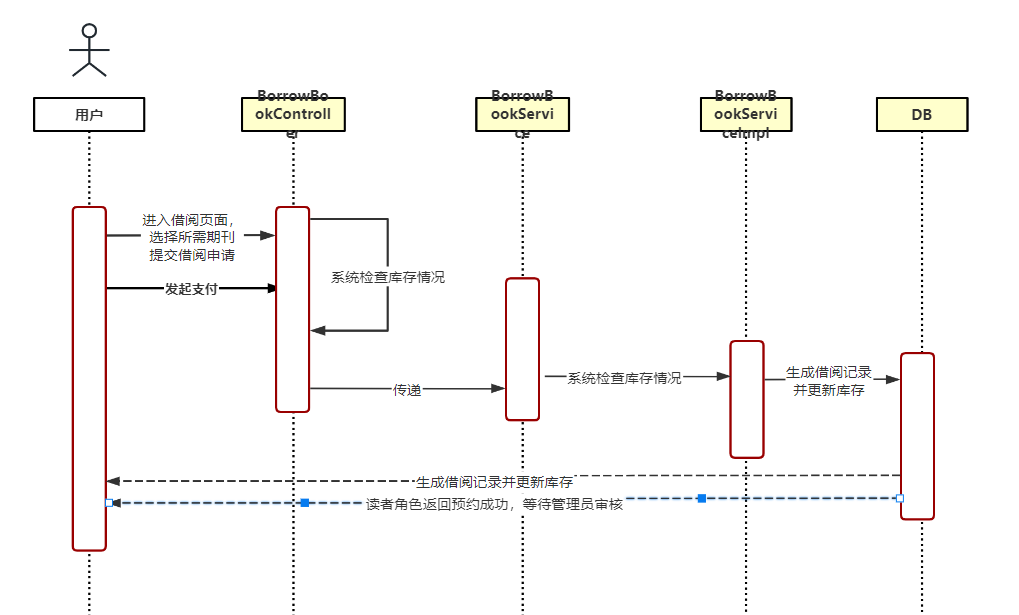 用户
BorrowBo
okControll
er
BorrowB
ookServi
ce
BorrowB
ookServi
ceImpl
DB
进入借阅页面，
选择所需期刊
提交借阅申请
系统检查库存情况
发起支付
传递
系统检查库存情况
生成借阅记录
并更新库存
生成借阅记录并更新库存
读者角色返回预约成功，等待管理员审核